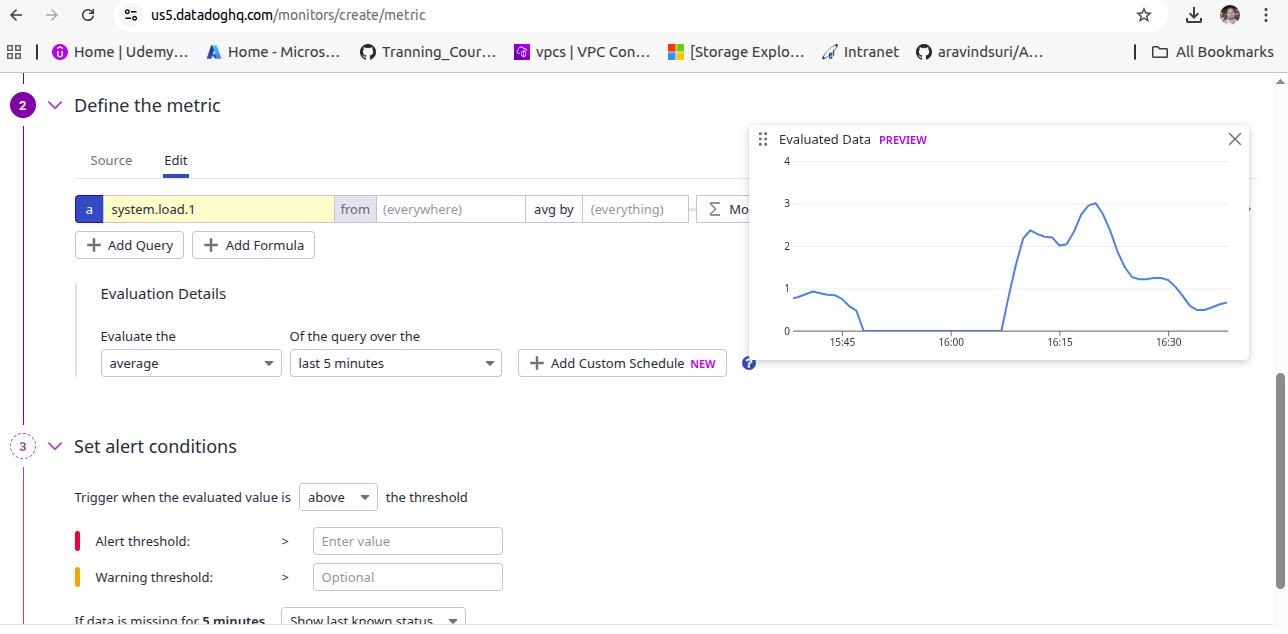 us5.datadoghq.com/monitors/create/metric
Home | Udemy... Home - Micros... Tranning_Cour... vpcs | VPC Con... [Storage Explo... Intranet aravindsuri/A... All Bookmarks
2 Define the metric
Source Edit
a system.load.1 from (everywhere) avg by (everything) Σ Mo
+ Add Query + Add Formula
Evaluation Details
Evaluate the Of the query over the
average last 5 minutes + Add Custom Schedule NEW ?
Evaluated Data PREVIEW
4
3
2
1
0
15:45 16:00 16:15 16:30
3 Set alert conditions
Trigger when the evaluated value is above the threshold
Alert threshold: > Enter value
Warning threshold: > Optional
If data is missing for 5 minutes Show last known status